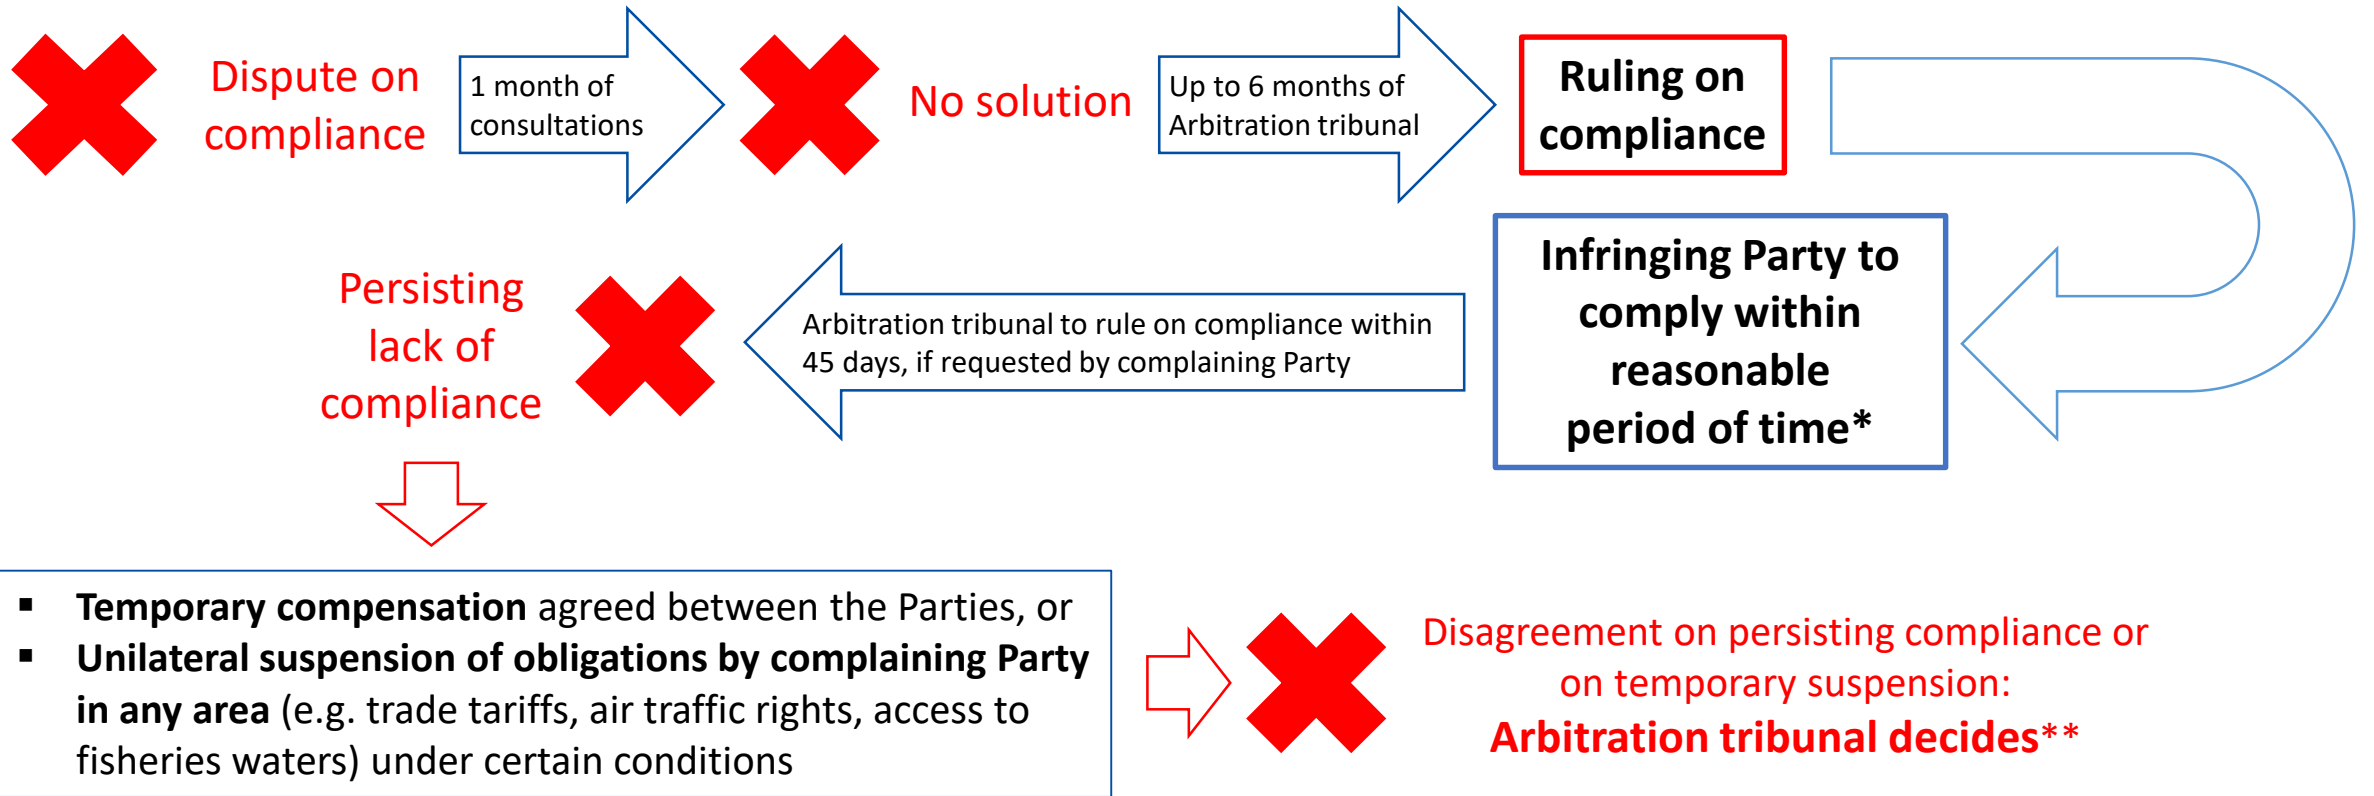 Dispute on
compliance
1 month of
consultations
No solution
Up to 6 months of
Arbitration tribunal
Ruling on
compliance
Infringing Party to
comply within
reasonable
period of time*
Arbitration tribunal to rule on compliance within
45 days, if requested by complaining Party
Persisting
lack of
compliance
▪ Temporary compensation agreed between the Parties, or
▪ Unilateral suspension of obligations by complaining Party
in any area (e.g. trade tariffs, air traffic rights, access to
fisheries waters) under certain conditions
Disagreement on persisting compliance or
on temporary suspension:
Arbitration tribunal decides**